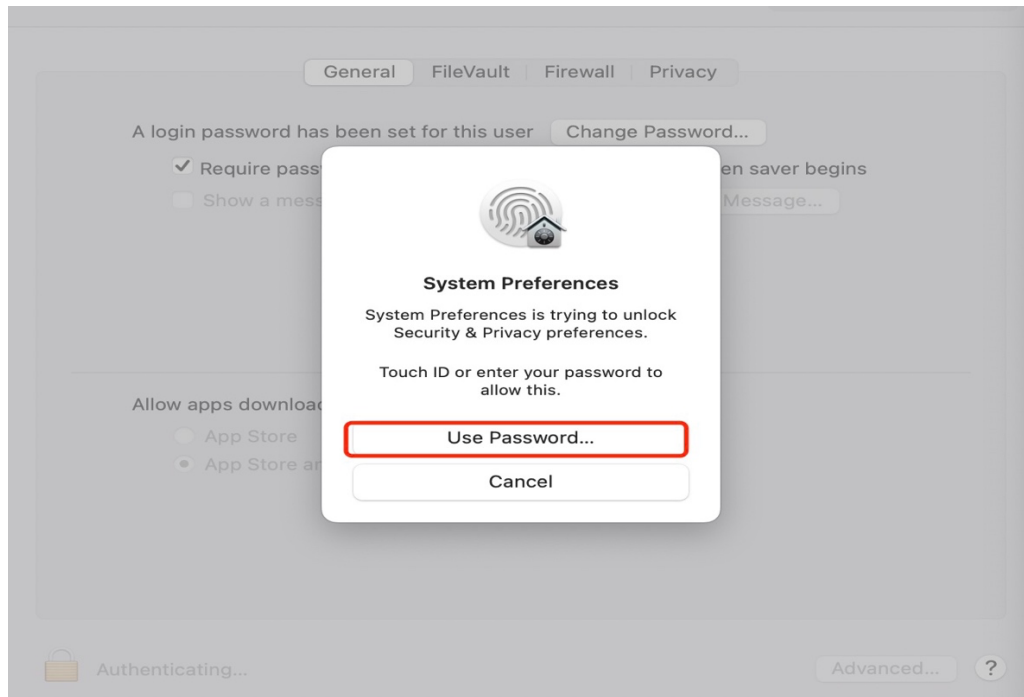 General FileVault Firewall Privacy
A login password has been set for this user Change Password...
Require pass en saver begins
Show a mess Message...
System Preferences
System Preferences is trying to unlock
Security & Privacy preferences.
Touch ID or enter your password to
allow this.
Allow apps downloa
App Store
App Store an
Use Password...
Cancel
Authenticating... Advanced... ?